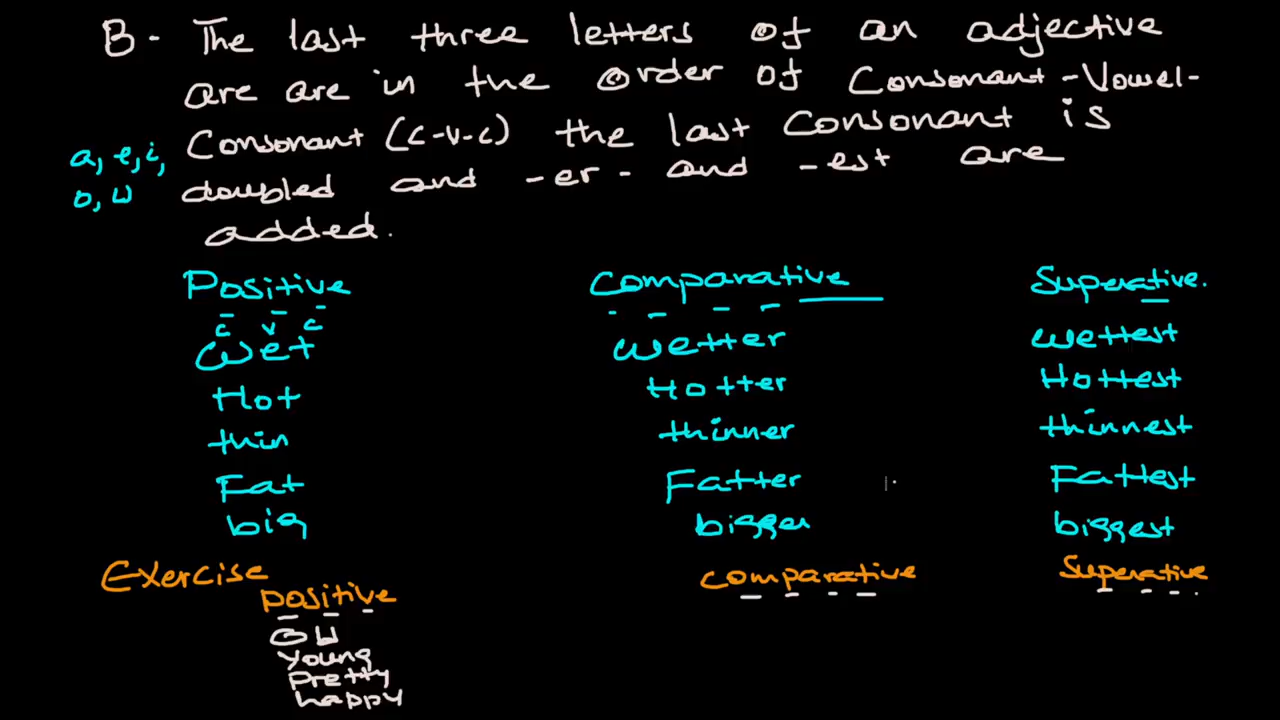 B - The last three letters of an adjective
are are in the order of Consonant-Vowel-
Consonant (C-V-C) the last Consonant is
a, e, i,
o, u
doubled and -er- and -est are
added.
Positive Comparative Superative.
c v c
Wet Wetter Wettest
Hot Hotter Hottest
thin thinner thinnest
Fat Fatter Fattest
big bigger biggest
Exercise
Positive Comparative Superative
young
Pretty
happy